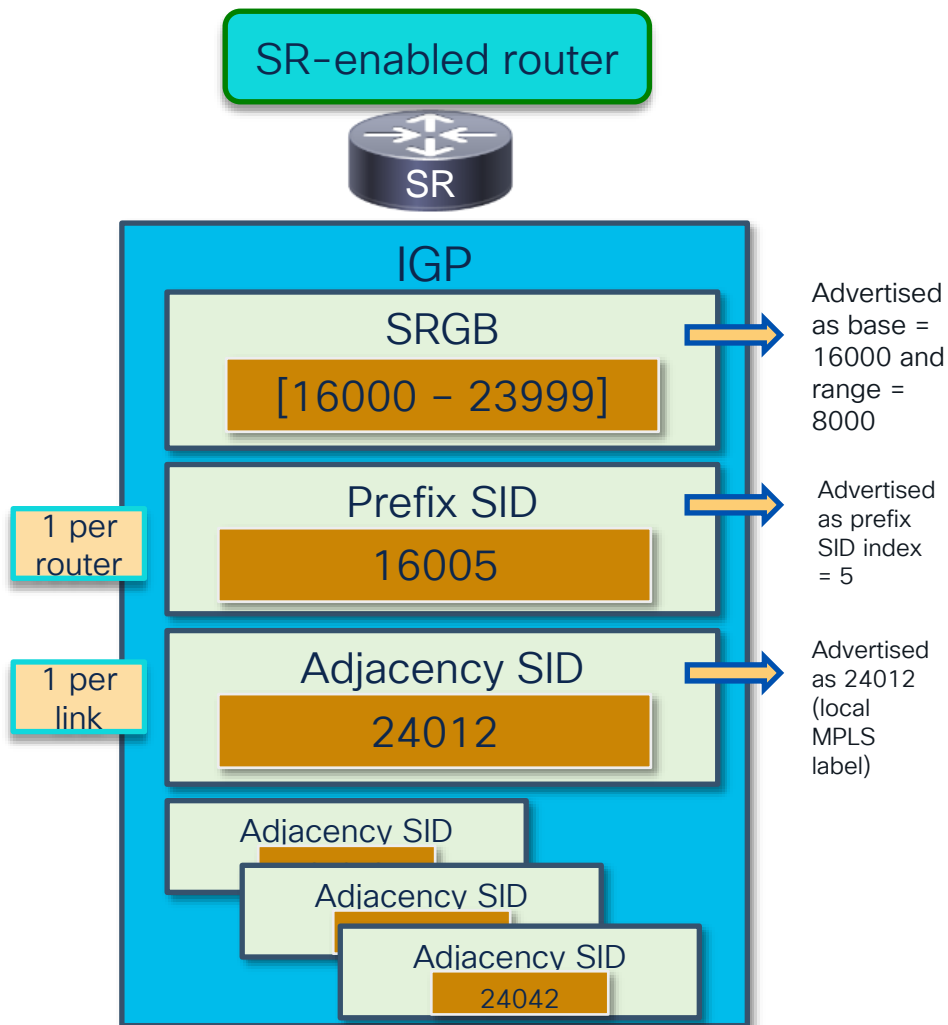 SR-enabled router
SR
IGP
SRGB
[16000 – 23999]
Advertised
as base =
16000 and
range =
8000
Prefix SID
16005
1 per
router
Advertised
as prefix
SID index
= 5
Adjacency SID
24012
1 per
link
Advertised
as 24012
(local
MPLS
label)
Adjacency SID
Adjacency SID
Adjacency SID
24042